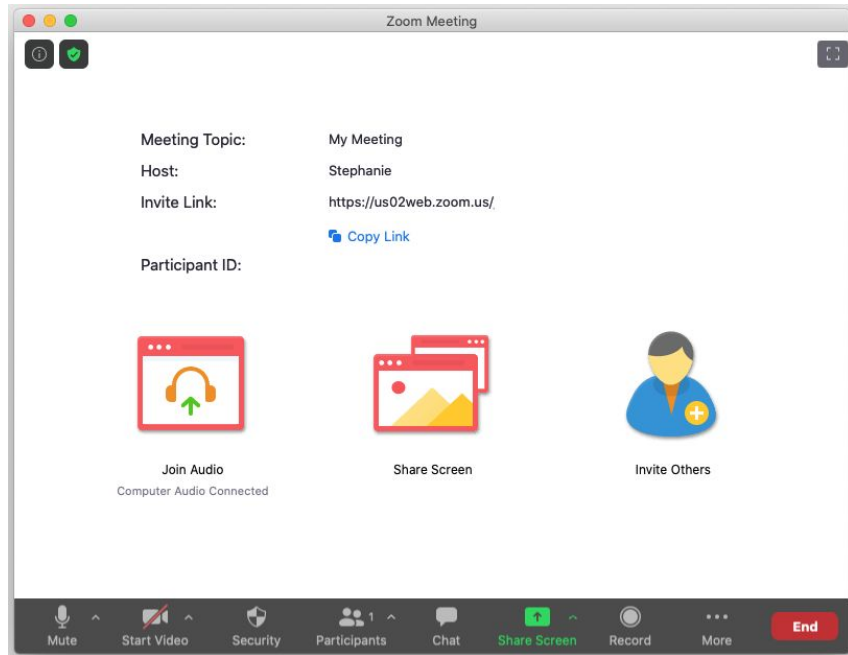 Zoom Meeting
Meeting Topic: My Meeting
Host: Stephanie
Invite Link: https://us02web.zoom.us/
Copy Link
Participant ID:
Join Audio Share Screen Invite Others
Computer Audio Connected
1
Mute Start Video Security Participants Chat Share Screen Record More End